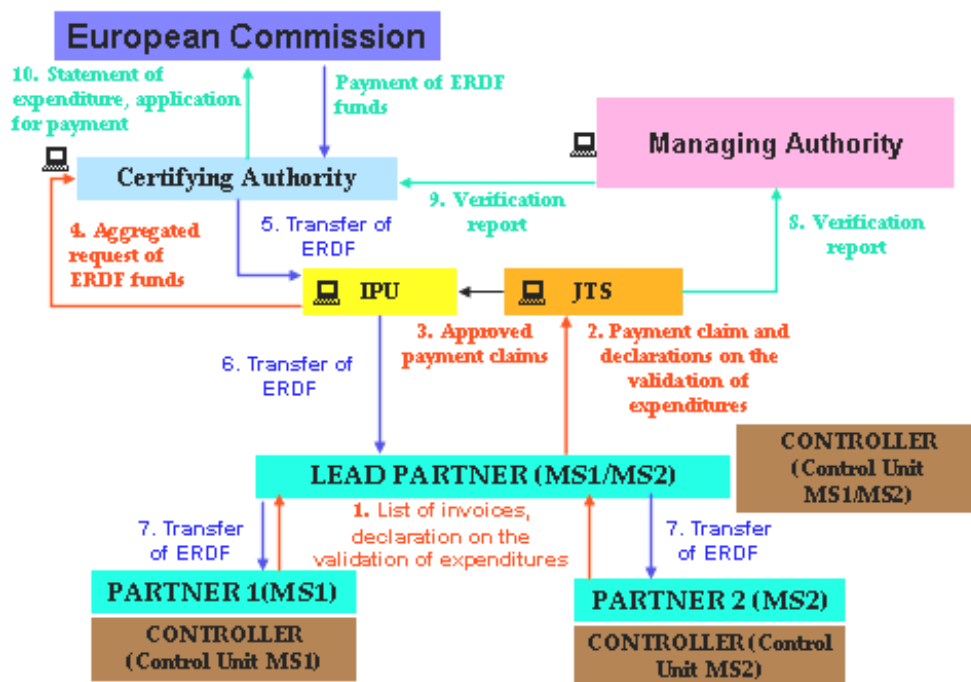 European Commission
10. Statement of
expenditure, application
for payment
Payment of ERDF
funds
Managing Authority
Certifying Authority
9. Verification
report
8. Verification
report
4. Aggregated
request of
ERDF funds
5. Transfer of
ERDF
IPU
JTS
3. Approved
payment claims
2. Payment claim and
declarations on the
validation of
expenditures
6. Transfer of
ERDF
CONTROLLER
(Control Unit
MS1/MS2)
LEAD PARTNER (MS1/MS2)
1. List of invoices,
declaration on the
validation of expenditures
7. Transfer
of ERDF
7. Transfer
of ERDF
PARTNER 1(MS1)
PARTNER 2 (MS2)
CONTROLLER
(Control Unit MS1)
CONTROLLER (Control
Unit MS2)